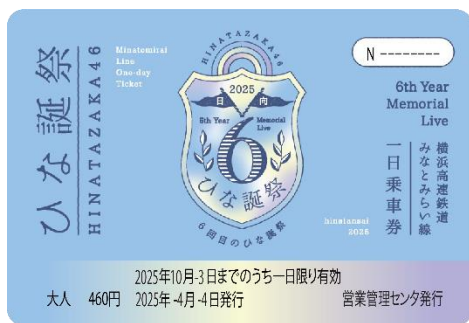 ひな誕祭
HINATAZAKA46
Minatomirai
Line
One-day
Ticket
HINATAZAKA46
2025
日向
6th Year
Memorial
Live
6
ひな誕祭
6回目のひな誕祭
N --------
6th Year
Memorial
Live
横浜高速鉄道
みなとみらい線
一日乗車券
hinatansai
2025
2025年10月-3日までのうち一日限り有効
大人 460円 2025年 -4月 -4日発行 営業管理センタ発行